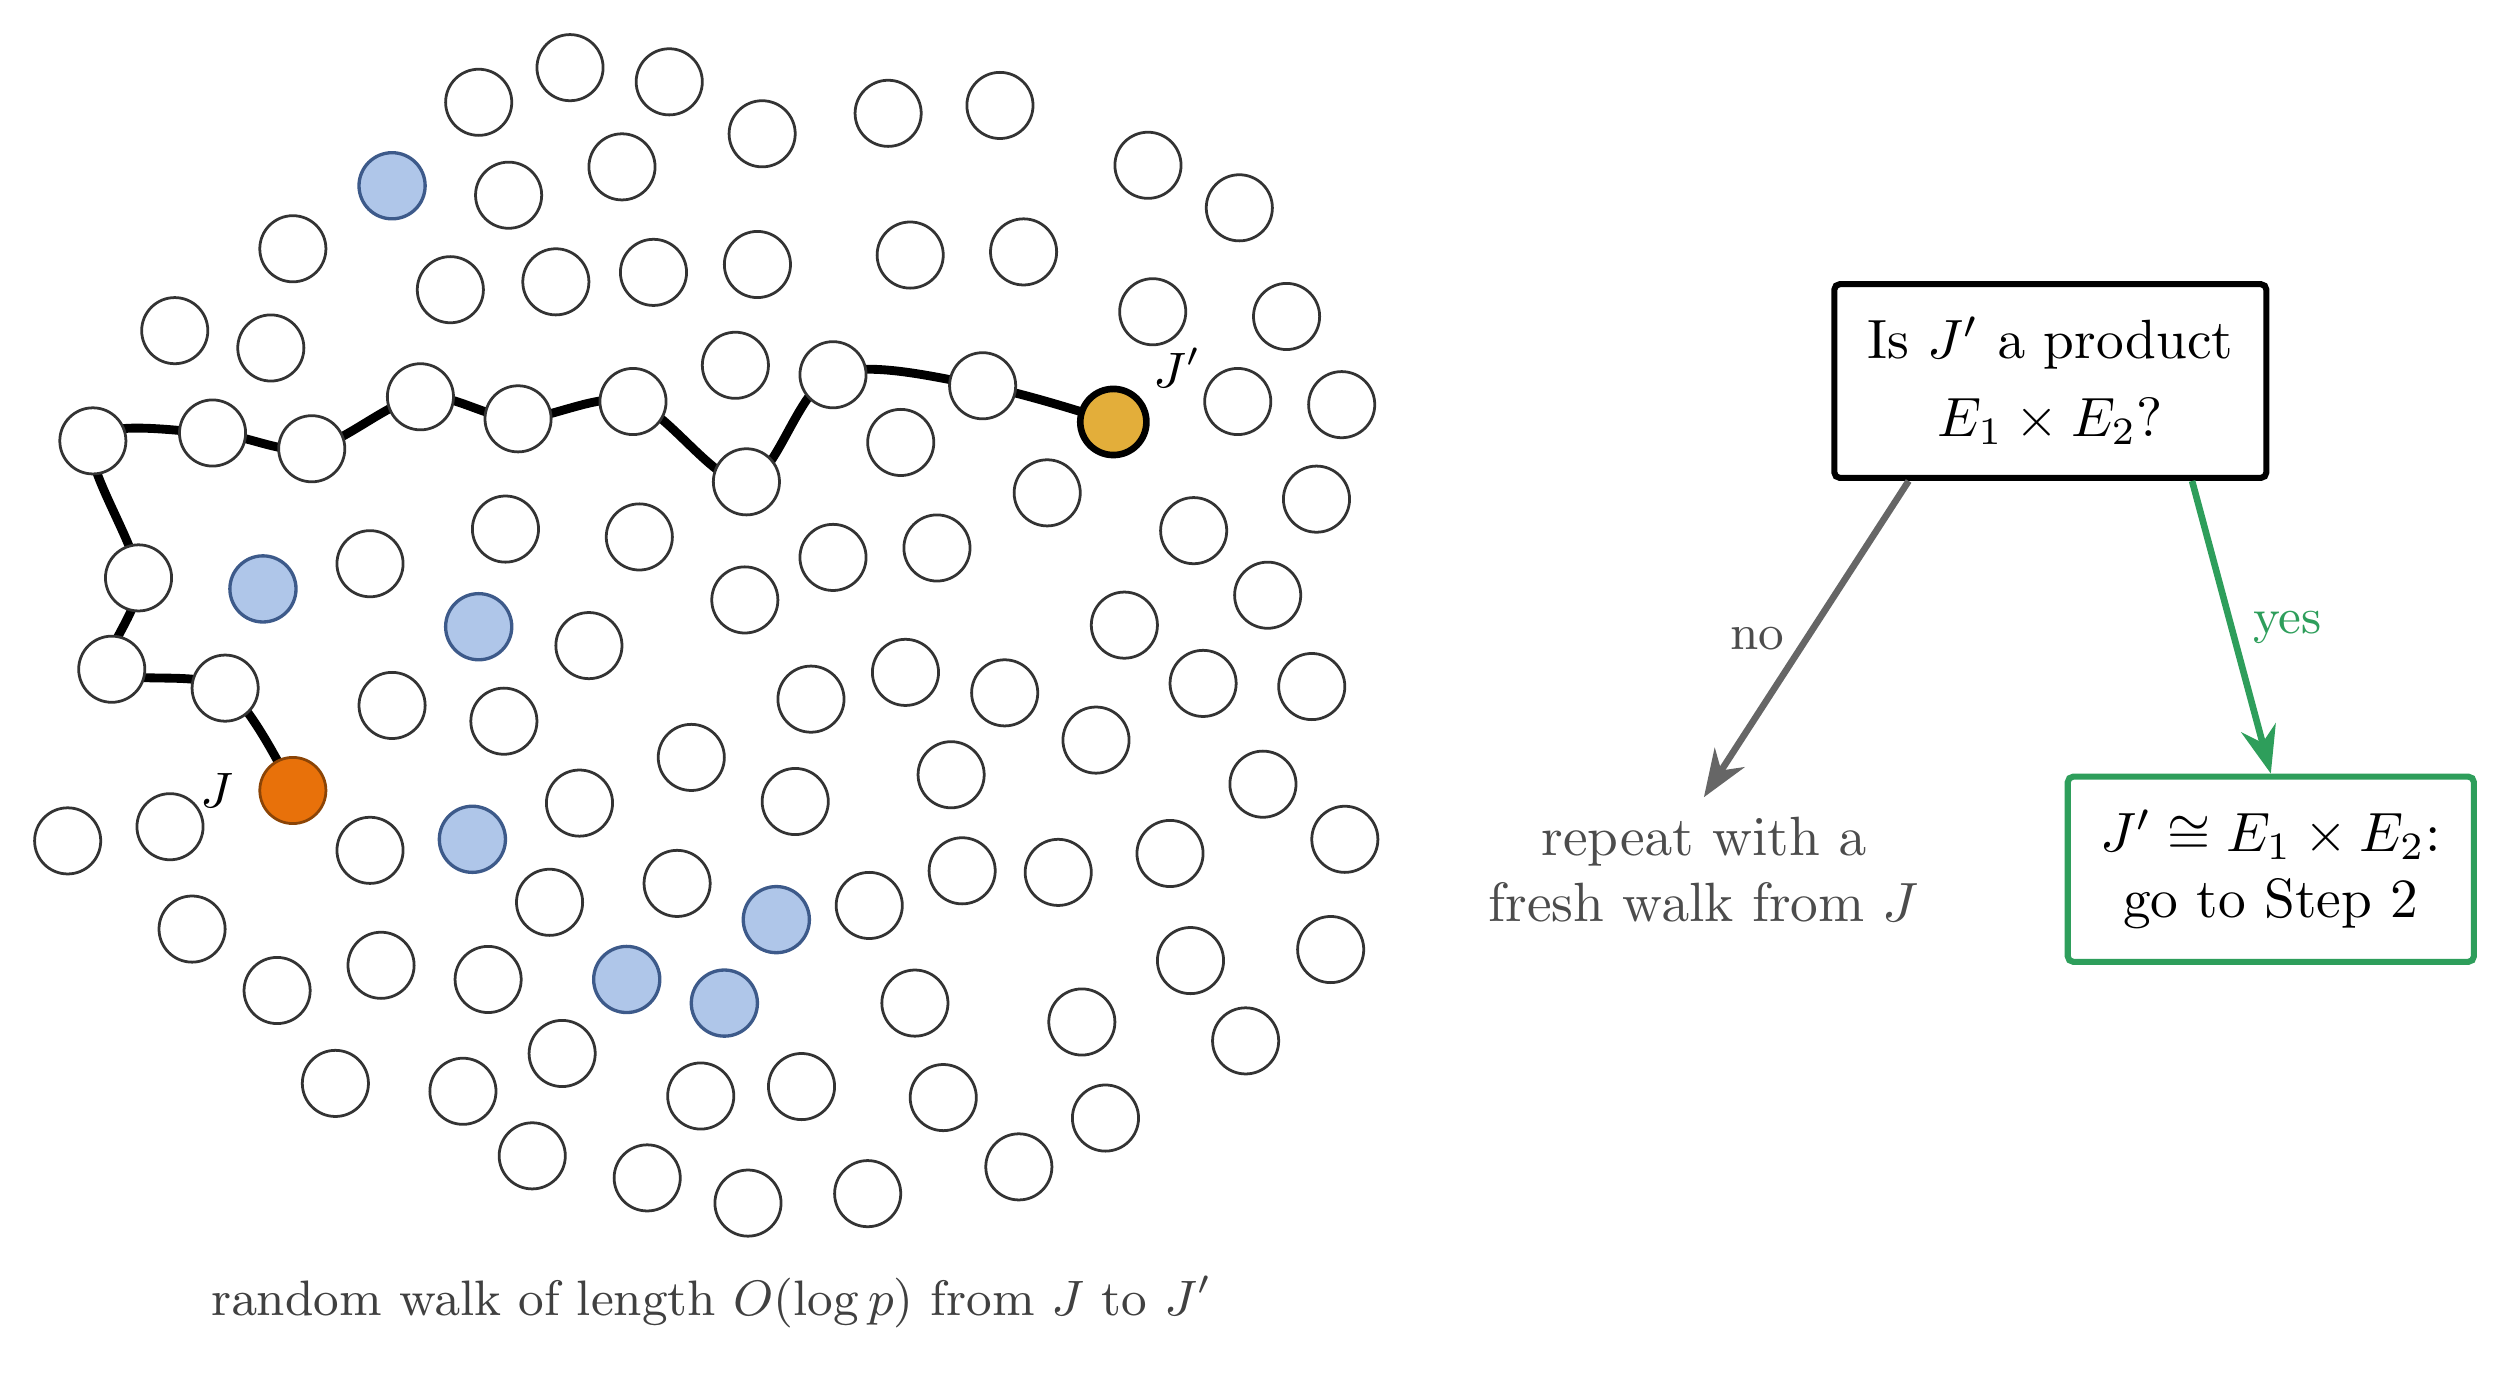 J′
J
random walk of length O(log p) from J to J′
Is J′ a product
E₁ × E₂?
no
yes
repeat with a
fresh walk from J
J′ ≅ E₁ × E₂:
go to Step 2